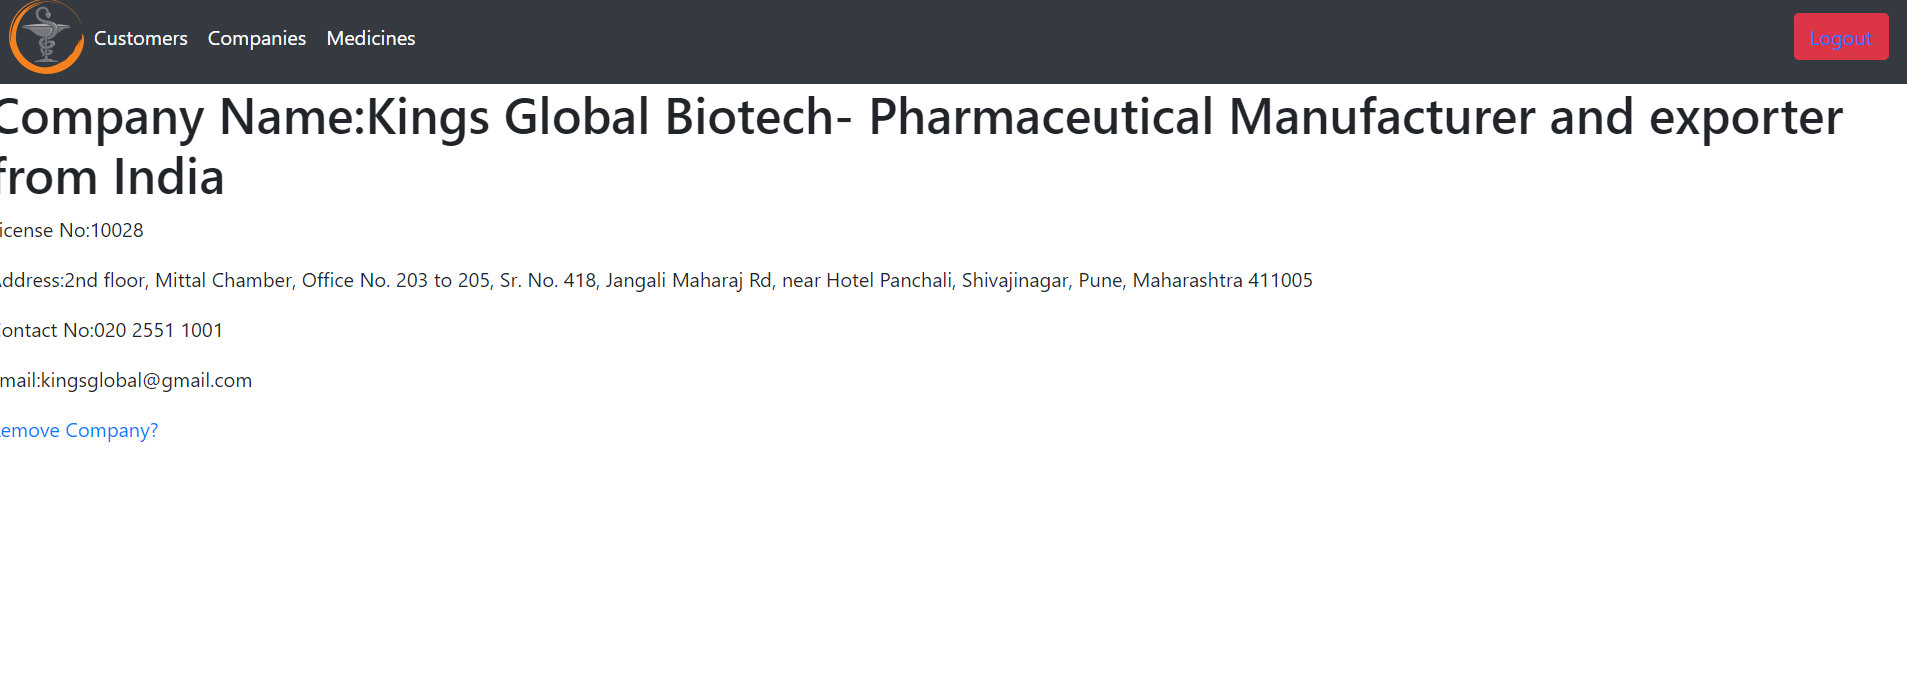 Customers Companies Medicines Logout
Company Name:Kings Global Biotech- Pharmaceutical Manufacturer and exporter
from India
icense No:10028
ddress:2nd floor, Mittal Chamber, Office No. 203 to 205, Sr. No. 418, Jangali Maharaj Rd, near Hotel Panchali, Shivajinagar, Pune, Maharashtra 411005
ontact No:020 2551 1001
mail:kingsglobal@gmail.com
emove Company?